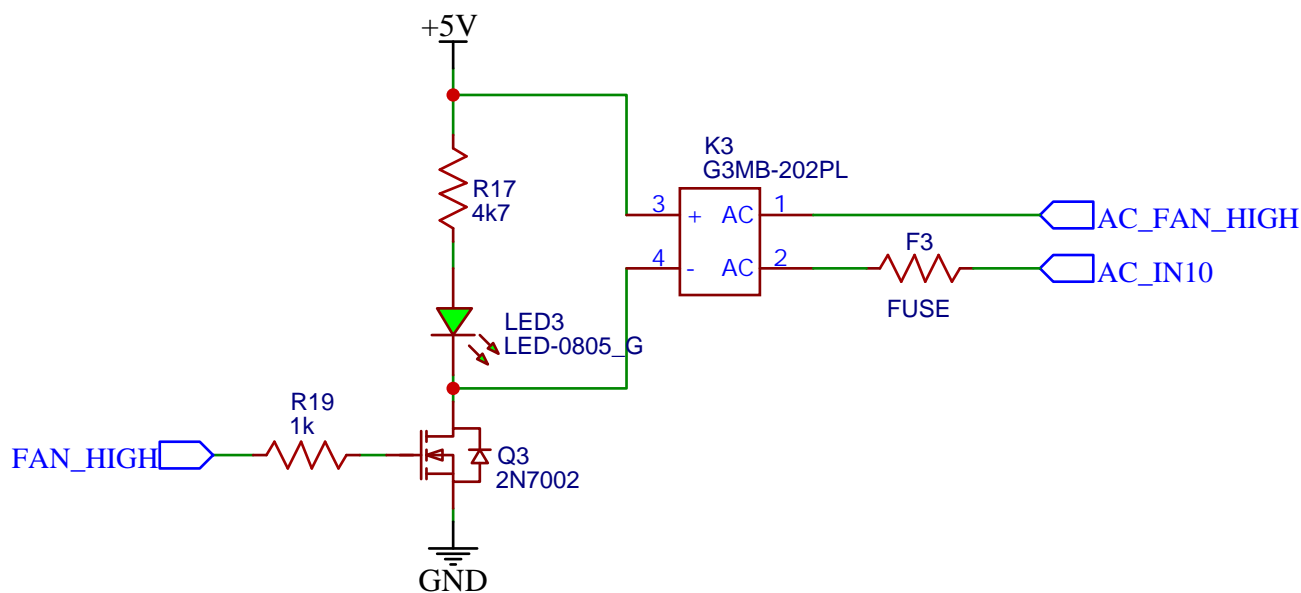 +5V
K3
G3MB-202PL
R17
4k7
3
+
AC
1
AC_FAN_HIGH
4
-
AC
2
F3
FUSE
AC_IN10
LED3
LED-0805_G
R19
1k
FAN_HIGH
Q3
2N7002
GND